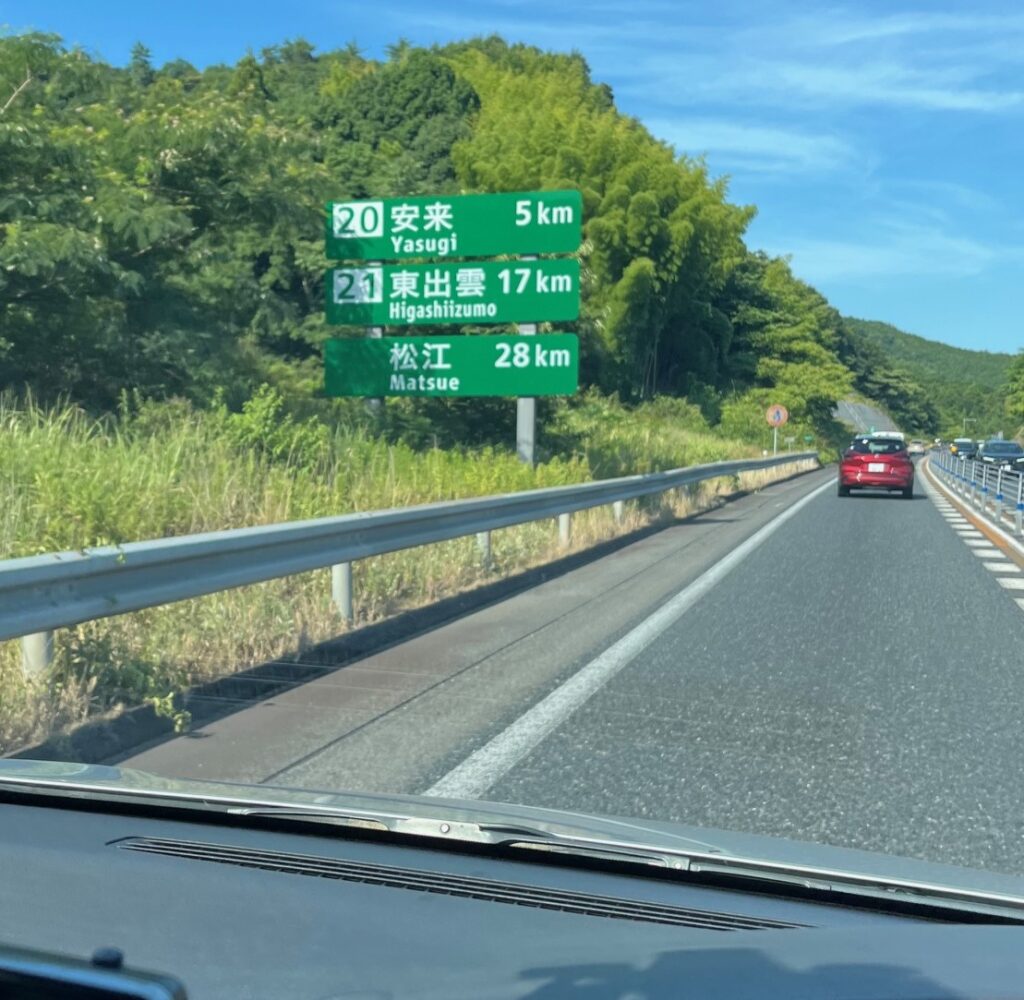 20 安来 5 km
Yasugi
21 東出雲 17 km
Higashiizumo
松江 28 km
Matsue